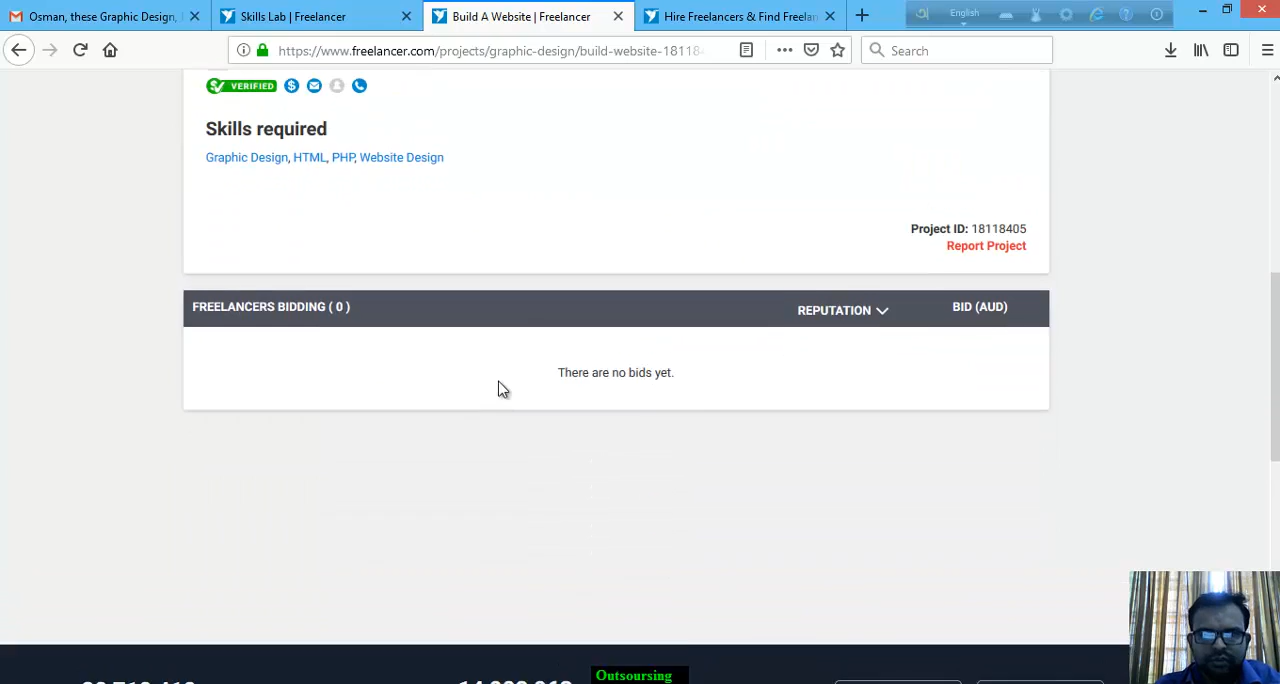 Osman, these Graphic Design,
Skills Lab | Freelancer
Build A Website | Freelancer
Hire Freelancers & Find Freelan
English
https://www.freelancer.com/projects/graphic-design/build-website-18118
Search
VERIFIED
Skills required
Graphic Design, HTML, PHP, Website Design
Project ID: 18118405
Report Project
FREELANCERS BIDDING ( 0 )
REPUTATION
BID (AUD)
There are no bids yet.
Outsoursing